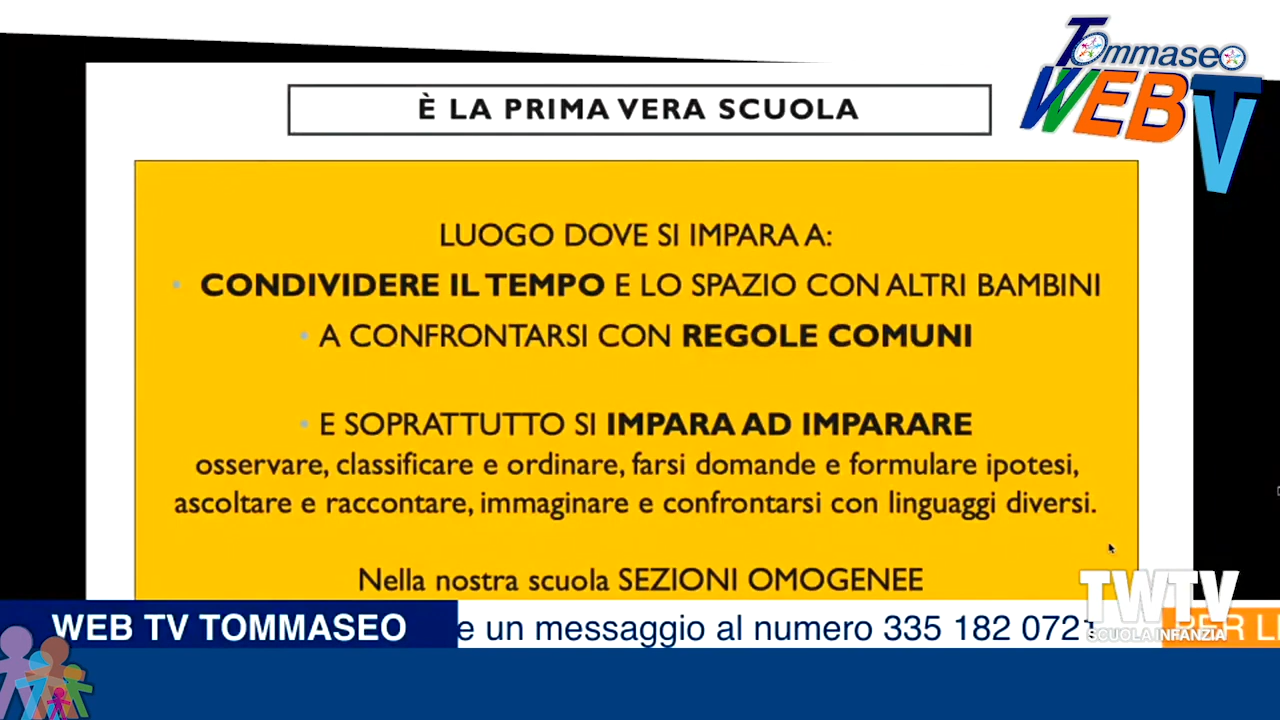 Tommaseo
WEB TV
È LA PRIMA VERA SCUOLA
LUOGO DOVE SI IMPARA A:
• CONDIVIDERE IL TEMPO E LO SPAZIO CON ALTRI BAMBINI
• A CONFRONTARSI CON REGOLE COMUNI
• E SOPRATTUTTO SI IMPARA AD IMPARARE
osservare, classificare e ordinare, farsi domande e formulare ipotesi,
ascoltare e raccontare, immaginare e confrontarsi con linguaggi diversi.
Nella nostra scuola SEZIONI OMOGENEE
TWTV
SCUOLA INFANZIA
WEB TV TOMMASEO
e un messaggio al numero 335 182 0721
PER L